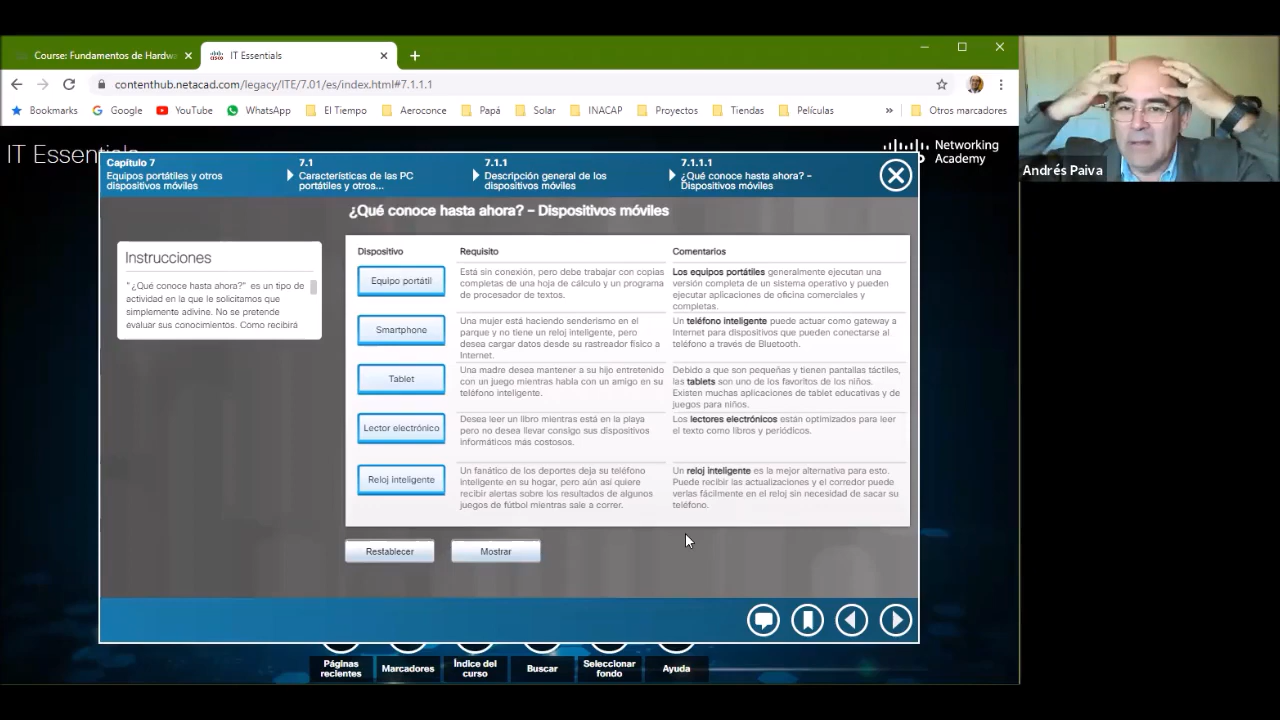 Course: Fundamentos de Hardw
IT Essentials
contenthub.netacad.com/legacy/ITE/7.01/es/index.html#7.1.1.1
Bookmarks
Google
YouTube
WhatsApp
El Tiempo
Aeroconce
Papá
Solar
INACAP
Proyectos
Tiendas
Películas
»
Otros marcadores
IT Essentials
Networking
Academy
Andrés Paiva
Capítulo 7
Equipos portátiles y otros
dispositivos móviles
7.1
Características de las PC
portátiles y otros...
7.1.1
Descripción general de los
dispositivos móviles
7.1.1.1
¿Qué conoce hasta ahora? –
Dispositivos móviles
¿Qué conoce hasta ahora? – Dispositivos móviles
Instrucciones
"¿Qué conoce hasta ahora?" es un tipo de
actividad en la que le solicitamos que
simplemente adivine. No se pretende
evaluar sus conocimientos. Cómo recibirá
Dispositivo
Requisito
Comentarios
Equipo portátil
Está sin conexión, pero debe trabajar con copias
completas de una hoja de cálculo y un programa
de procesador de textos.
Los equipos portátiles generalmente ejecutan una
versión completa de un sistema operativo y pueden
ejecutar aplicaciones de oficina comerciales y
completas.
Smartphone
Una mujer está haciendo senderismo en el
parque y no tiene un reloj inteligente, pero
desea cargar datos desde su rastreador físico a
Internet.
Un teléfono inteligente puede actuar como gateway a
Internet para dispositivos que pueden conectarse al
teléfono a través de Bluetooth.
Tablet
Una madre desea mantener a su hijo entretenido
con un juego mientras habla con un amigo en su
teléfono inteligente.
Debido a que son pequeñas y tienen pantallas táctiles,
las tablets son uno de los favoritos de los niños.
Existen muchas aplicaciones de tablet educativas y de
juegos para niños.
Lector electrónico
Desea leer un libro mientras está en la playa
pero no desea llevar consigo sus dispositivos
informáticos más costosos.
Los lectores electrónicos están optimizados para leer
el texto como libros y periódicos.
Reloj inteligente
Un fanático de los deportes deja su teléfono
inteligente en su hogar, pero aún así quiere
recibir alertas sobre los resultados de algunos
juegos de fútbol mientras sale a correr.
Un reloj inteligente es la mejor alternativa para esto.
Puede recibir las actualizaciones y el corredor puede
verlas fácilmente en el reloj sin necesidad de sacar su
teléfono.
Restablecer
Mostrar
Páginas
recientes
Marcadores
Índice del
curso
Buscar
Seleccionar
fondo
Ayuda